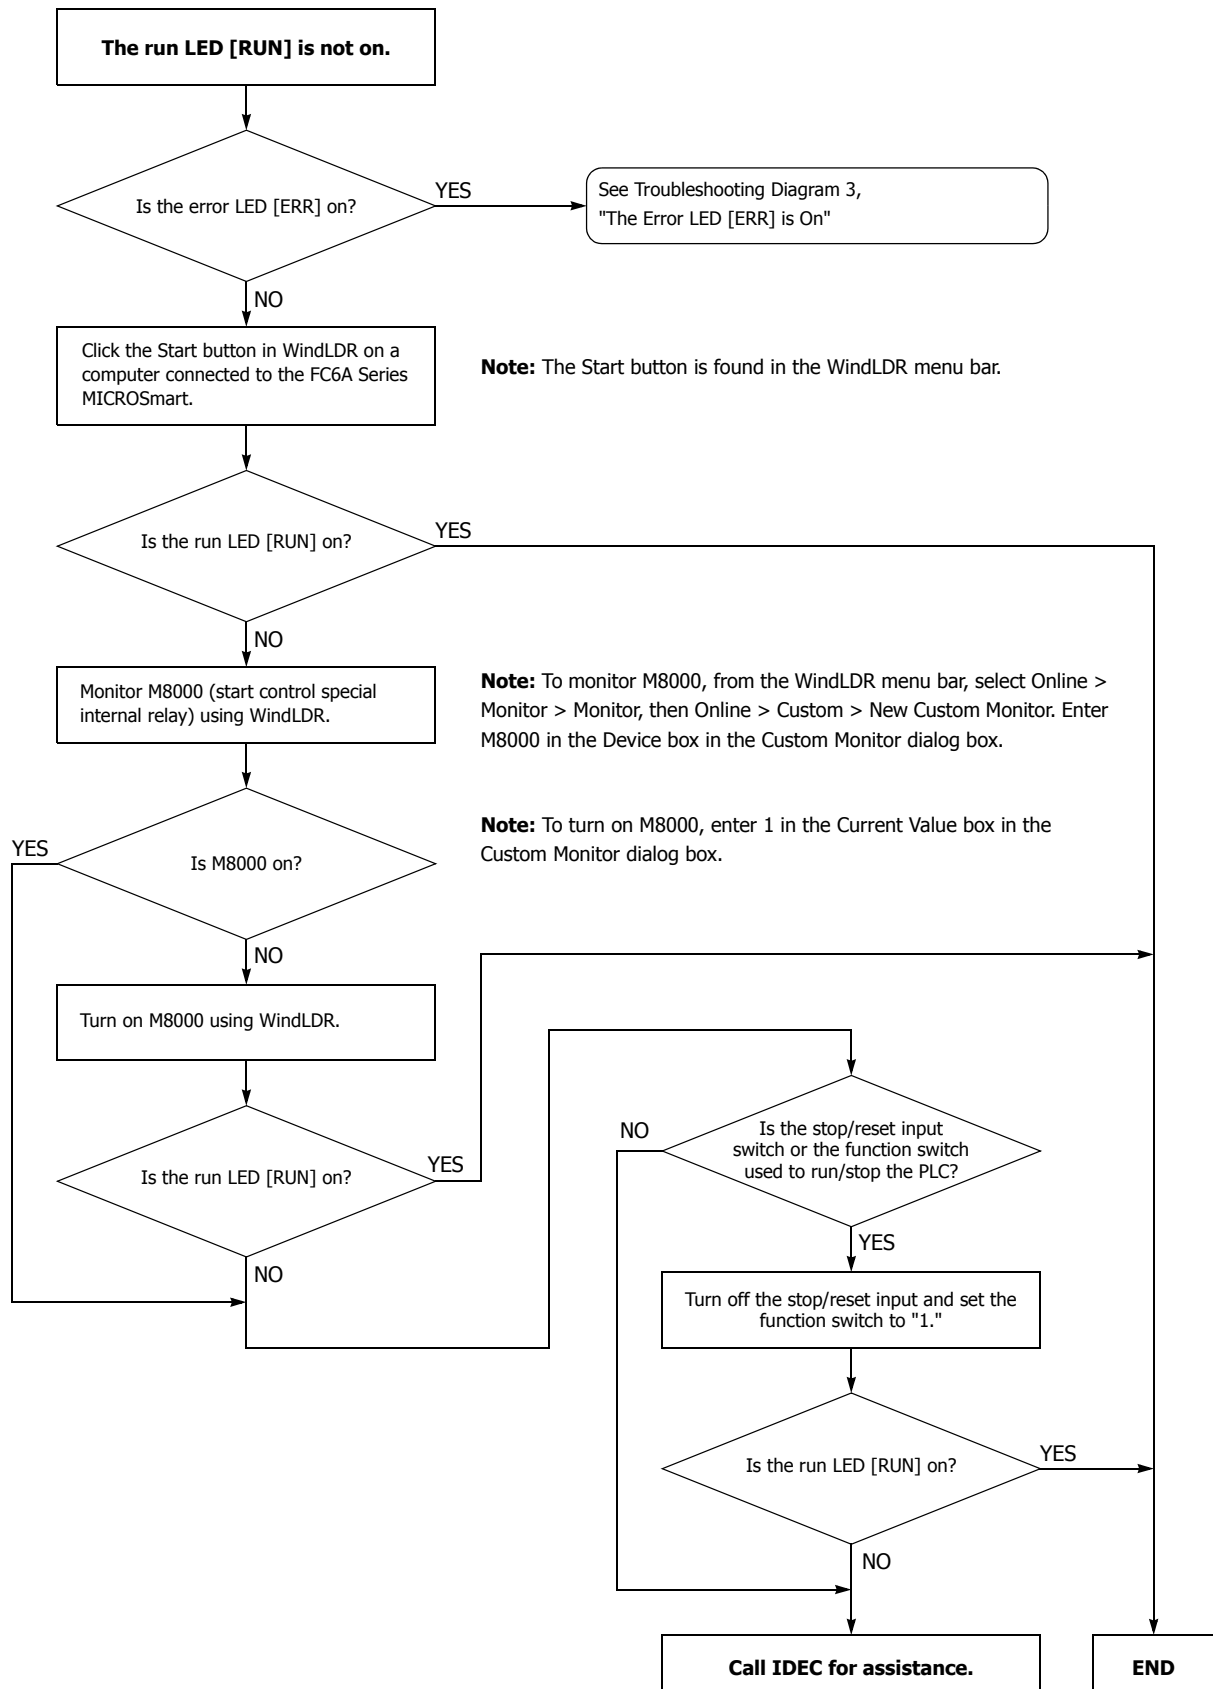 The run LED [RUN] is not on.
Is the error LED [ERR] on?
YES
See Troubleshooting Diagram 3,
"The Error LED [ERR] is On"
NO
Click the Start button in WindLDR on a
computer connected to the FC6A Series
MICROSmart.
Note: The Start button is found in the WindLDR menu bar.
Is the run LED [RUN] on?
YES
NO
Monitor M8000 (start control special
internal relay) using WindLDR.
Note: To monitor M8000, from the WindLDR menu bar, select Online >
Monitor > Monitor, then Online > Custom > New Custom Monitor. Enter
M8000 in the Device box in the Custom Monitor dialog box.
Note: To turn on M8000, enter 1 in the Current Value box in the
Custom Monitor dialog box.
YES
Is M8000 on?
NO
Turn on M8000 using WindLDR.
Is the run LED [RUN] on?
YES
NO
Is the stop/reset input
switch or the function switch
used to run/stop the PLC?
NO
YES
Turn off the stop/reset input and set the
function switch to "1."
Is the run LED [RUN] on?
YES
NO
Call IDEC for assistance.
END